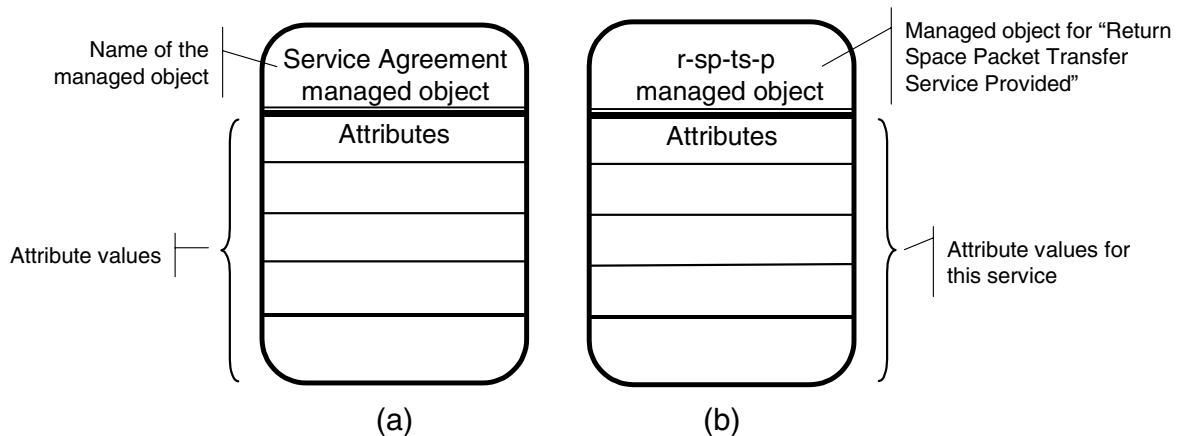 Name of the
managed object
Service Agreement
managed object
Attributes
Attribute values
(a)
r-sp-ts-p
managed object
Attributes
Managed object for “Return
Space Packet Transfer
Service Provided”
Attribute values for
this service
(b)